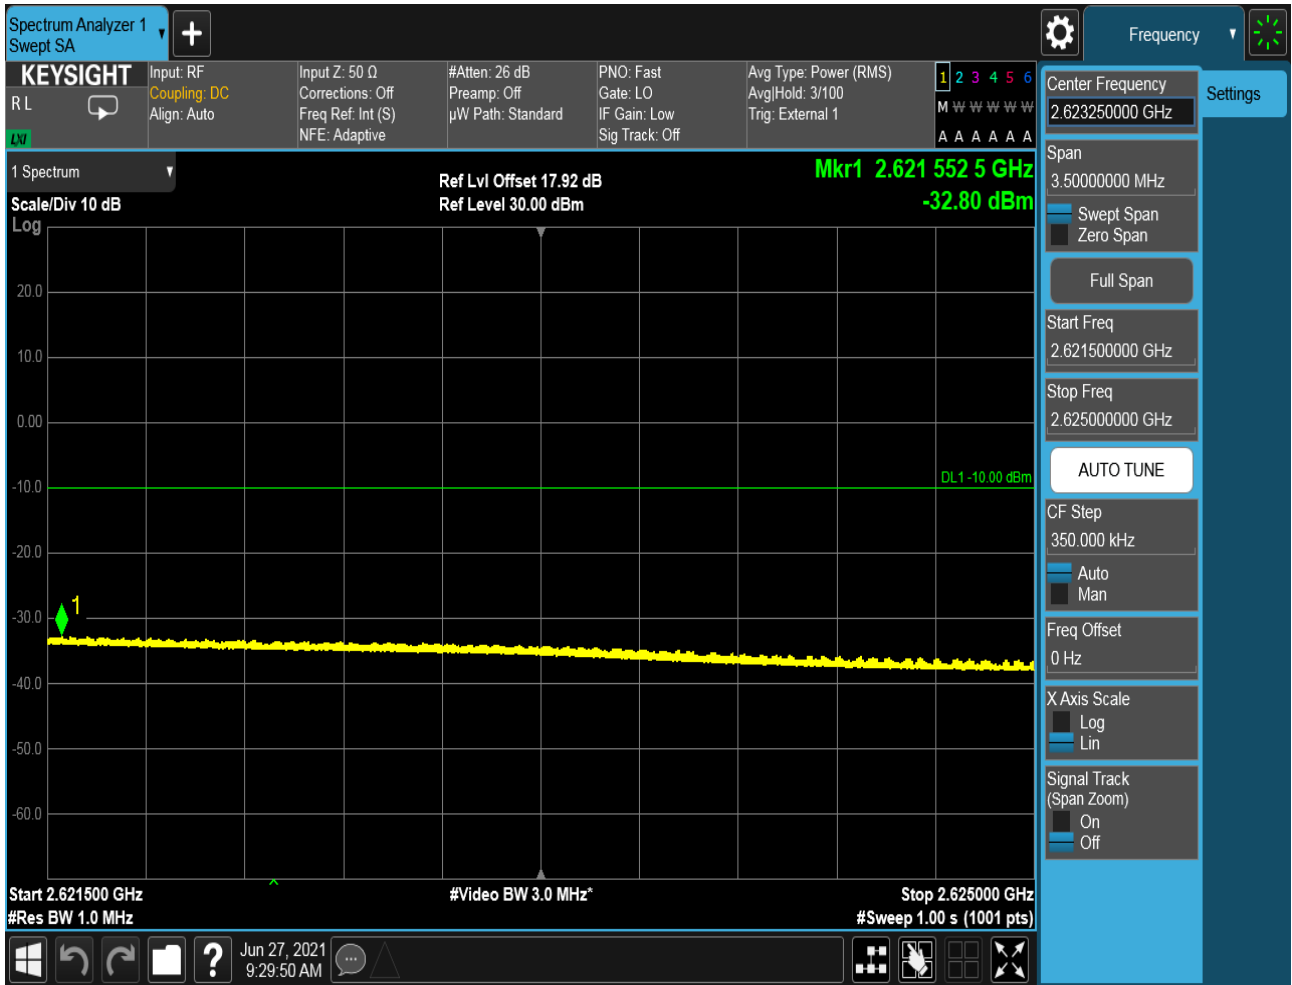 Spectrum Analyzer 1
Swept SA
Frequency
KEYSIGHT
R L
LXI
Input: RF
Coupling: DC
Align: Auto
Input Z: 50 Ω
Corrections: Off
Freq Ref: Int (S)
NFE: Adaptive
#Atten: 26 dB
Preamp: Off
µW Path: Standard
PNO: Fast
Gate: LO
IF Gain: Low
Sig Track: Off
Avg Type: Power (RMS)
Avg|Hold: 3/100
Trig: External 1
1 2 3 4 5 6
M W W W W W
A A A A A A
1 Spectrum
Scale/Div 10 dB
Log
Ref Lvl Offset 17.92 dB
Ref Level 30.00 dBm
Mkr1 2.621 552 5 GHz
-32.80 dBm
20.0
10.0
0.00
-10.0
-20.0
-30.0
-40.0
-50.0
-60.0
DL1 -10.00 dBm
1
Start 2.621500 GHz
#Res BW 1.0 MHz
#Video BW 3.0 MHz*
Stop 2.625000 GHz
#Sweep 1.00 s (1001 pts)
Jun 27, 2021
9:29:50 AM
?
Settings
Center Frequency
2.623250000 GHz
Span
3.50000000 MHz
Swept Span
Zero Span
Full Span
Start Freq
2.621500000 GHz
Stop Freq
2.625000000 GHz
AUTO TUNE
CF Step
350.000 kHz
Auto
Man
Freq Offset
0 Hz
X Axis Scale
Log
Lin
Signal Track
(Span Zoom)
On
Off